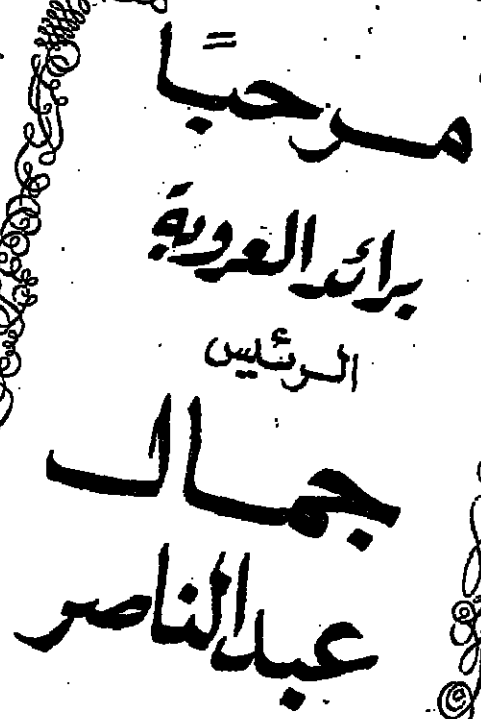 مرحباً
برائد العروبة
الرئيس
جمال
عبد الناصر